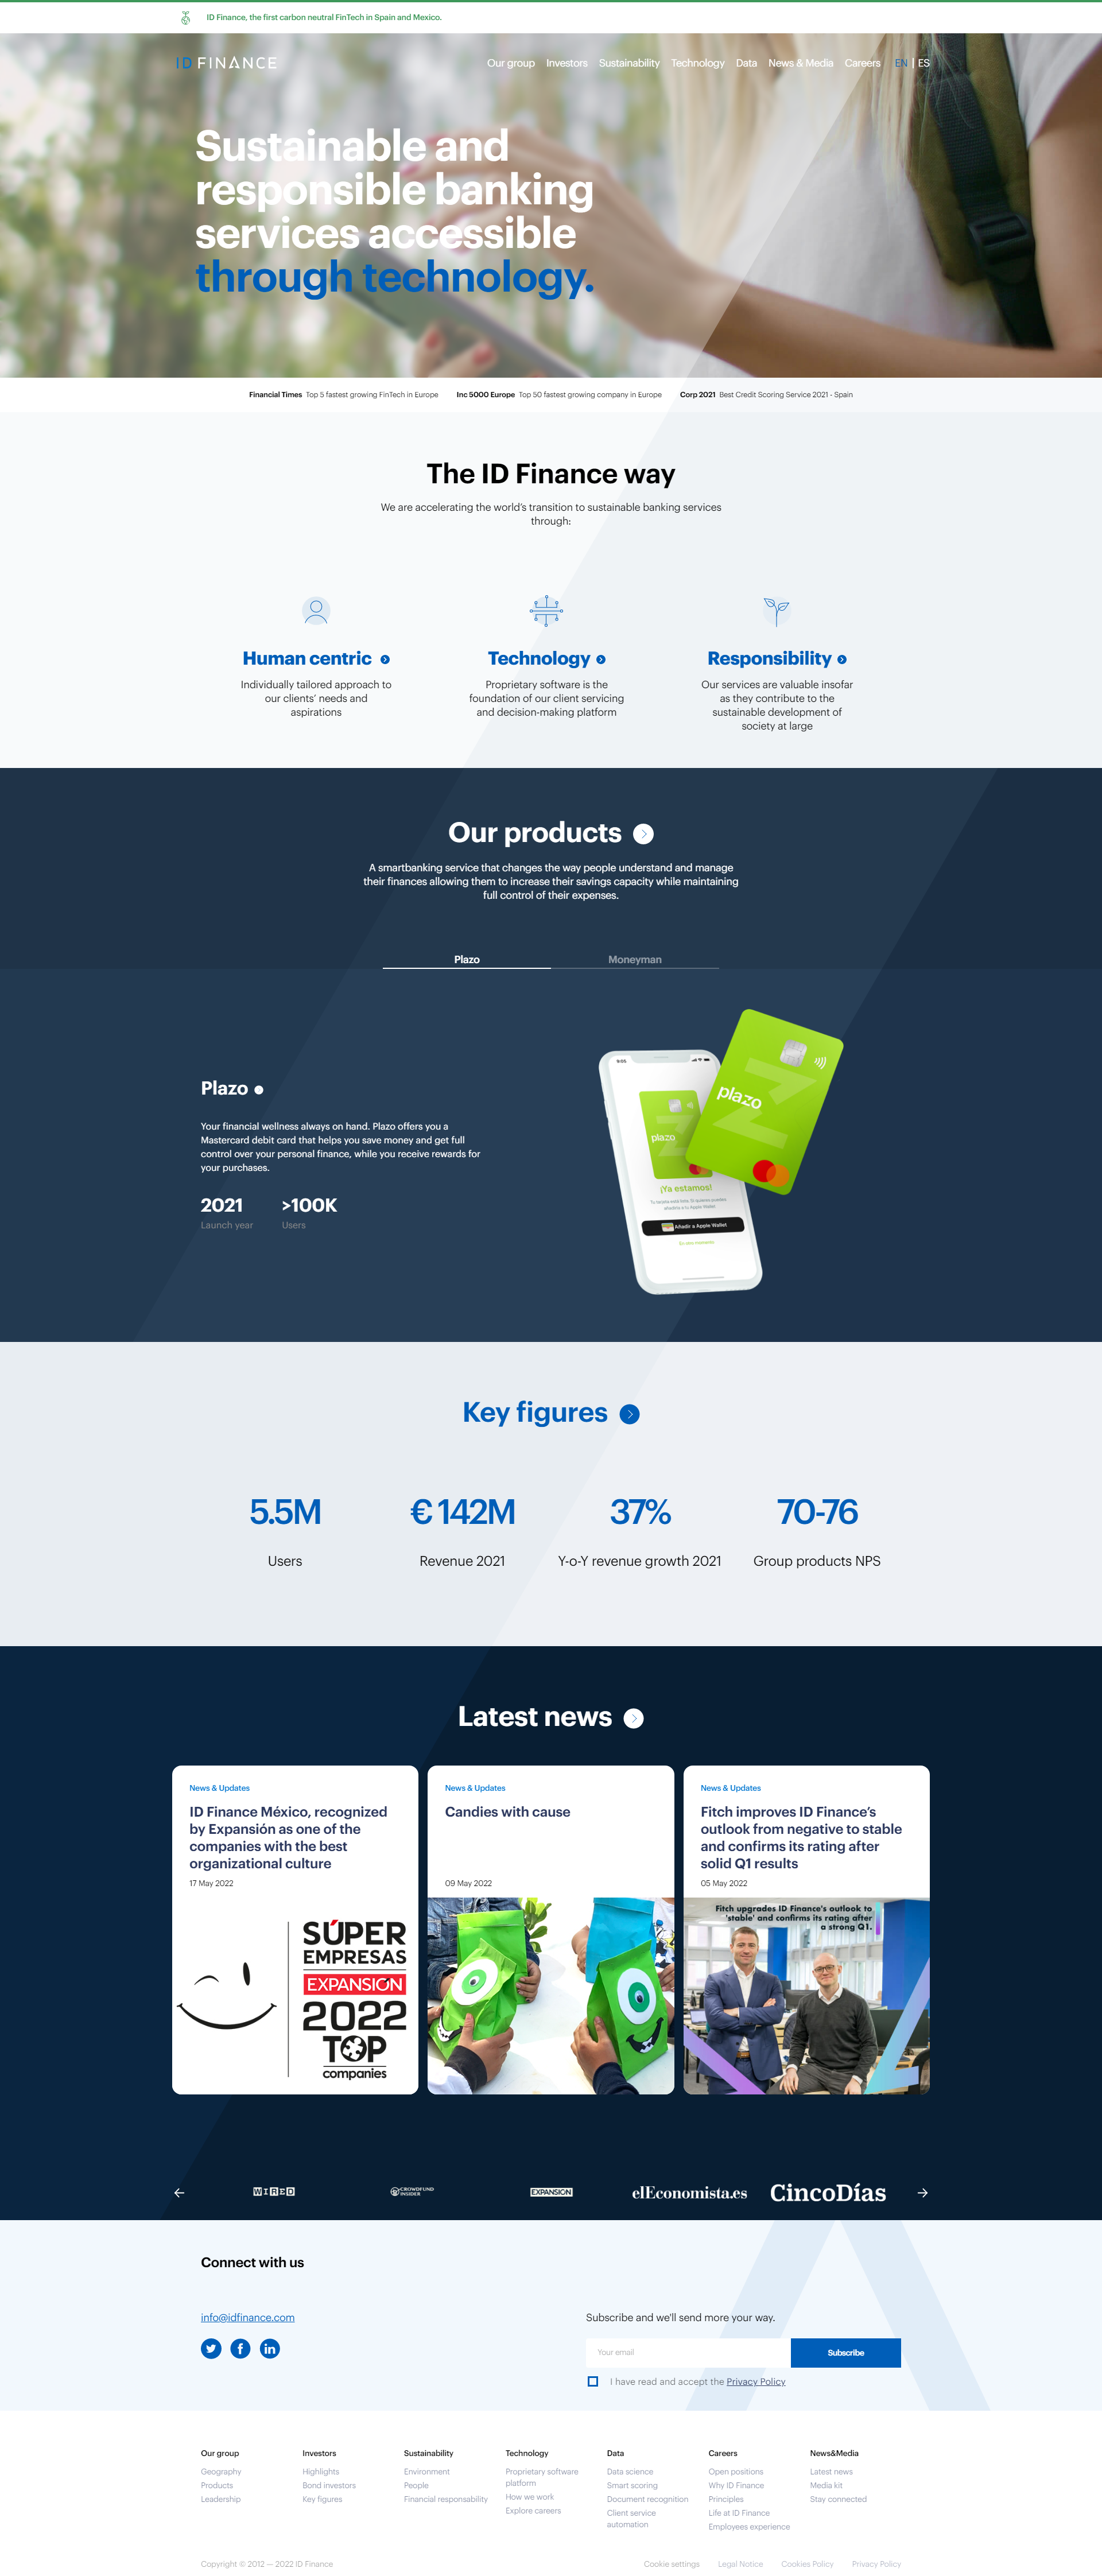 ID Finance, the first carbon neutral FinTech in Spain and Mexico.
ID FINANCE
Our group Investors Sustainability Technology Data News & Media Careers EN | ES
Sustainable and
responsible banking
services accessible
through technology.
Financial Times Top 5 fastest growing FinTech in Europe Inc 5000 Europe Top 50 fastest growing company in Europe Corp 2021 Best Credit Scoring Service 2021 - Spain
The ID Finance way
We are accelerating the world's transition to sustainable banking services
through:
Human centric
Individually tailored approach to
our clients' needs and
aspirations
Technology
Proprietary software is the
foundation of our client servicing
and decision-making platform
Responsibility
Our services are valuable insofar
as they contribute to the
sustainable development of
society at large
Our products
A smartbanking service that changes the way people understand and manage
their finances allowing them to increase their savings capacity while maintaining
full control of their expenses.
Plazo Moneyman
Plazo
Your financial wellness always on hand. Plazo offers you a
Mastercard debit card that helps you save money and get full
control over your personal finance, while you receive rewards for
your purchases.
2021 >100K
Launch year Users
9:05
plazo
plazo
¡Ya estamos!
Tu tarjeta está lista. Si quieres puedes
añadirla a tu Apple Wallet
Añadir a Apple Wallet
En otro momento
Key figures
5.5M € 142M 37% 70-76
Users Revenue 2021 Y-o-Y revenue growth 2021 Group products NPS
Latest news
News & Updates
ID Finance México, recognized
by Expansión as one of the
companies with the best
organizational culture
17 May 2022
SÚPER
EMPRESAS
EXPANSIÓN
2022
TOP
companies
News & Updates
Candies with cause
09 May 2022
News & Updates
Fitch improves ID Finance's
outlook from negative to stable
and confirms its rating after
solid Q1 results
05 May 2022
Fitch upgrades ID Finance's outlook to
'stable' and confirms its rating after
a strong Q1.
WIRED CROWDFUND INSIDER EXPANSION elEconomista.es CincoDías
Connect with us
info@idfinance.com
Subscribe and we'll send more your way.
Your email Subscribe
I have read and accept the Privacy Policy
Our group
Geography
Products
Leadership
Investors
Highlights
Bond investors
Key figures
Sustainability
Environment
People
Financial responsability
Technology
Proprietary software
platform
How we work
Explore careers
Data
Data science
Smart scoring
Document recognition
Client service
automation
Careers
Open positions
Why ID Finance
Principles
Life at ID Finance
Employees experience
News&Media
Latest news
Media kit
Stay connected
Copyright © 2012 — 2022 ID Finance Cookie settings Legal Notice Cookies Policy Privacy Policy